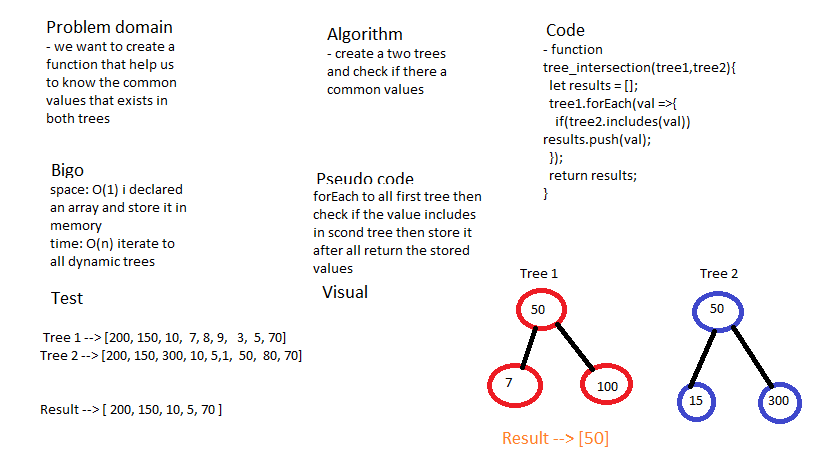 Problem domain
- we want to create a
function that help us
to know the common
values that exists in
both trees
Algorithm
- create a two trees
and check if there a
common values
Code
- function
tree_intersection(tree1,tree2){
let results = [];
tree1.forEach(val =>{
if(tree2.includes(val))
results.push(val);
});
return results;
}
Bigo
space: O(1) i declared
an array and store it in
memory
time: O(n) iterate to
all dynamic trees
Pseudo code
forEach to all first tree then
check if the value includes
in scond tree then store it
after all return the stored
values
Test
Tree 1 --> [200, 150, 10, 7, 8, 9, 3, 5, 70]
Tree 2 --> [200, 150, 300, 10, 5,1, 50, 80, 70]
Result --> [ 200, 150, 10, 5, 70 ]
Visual
Tree 1
50
7
100
Tree 2
50
15
300
Result --> [50]